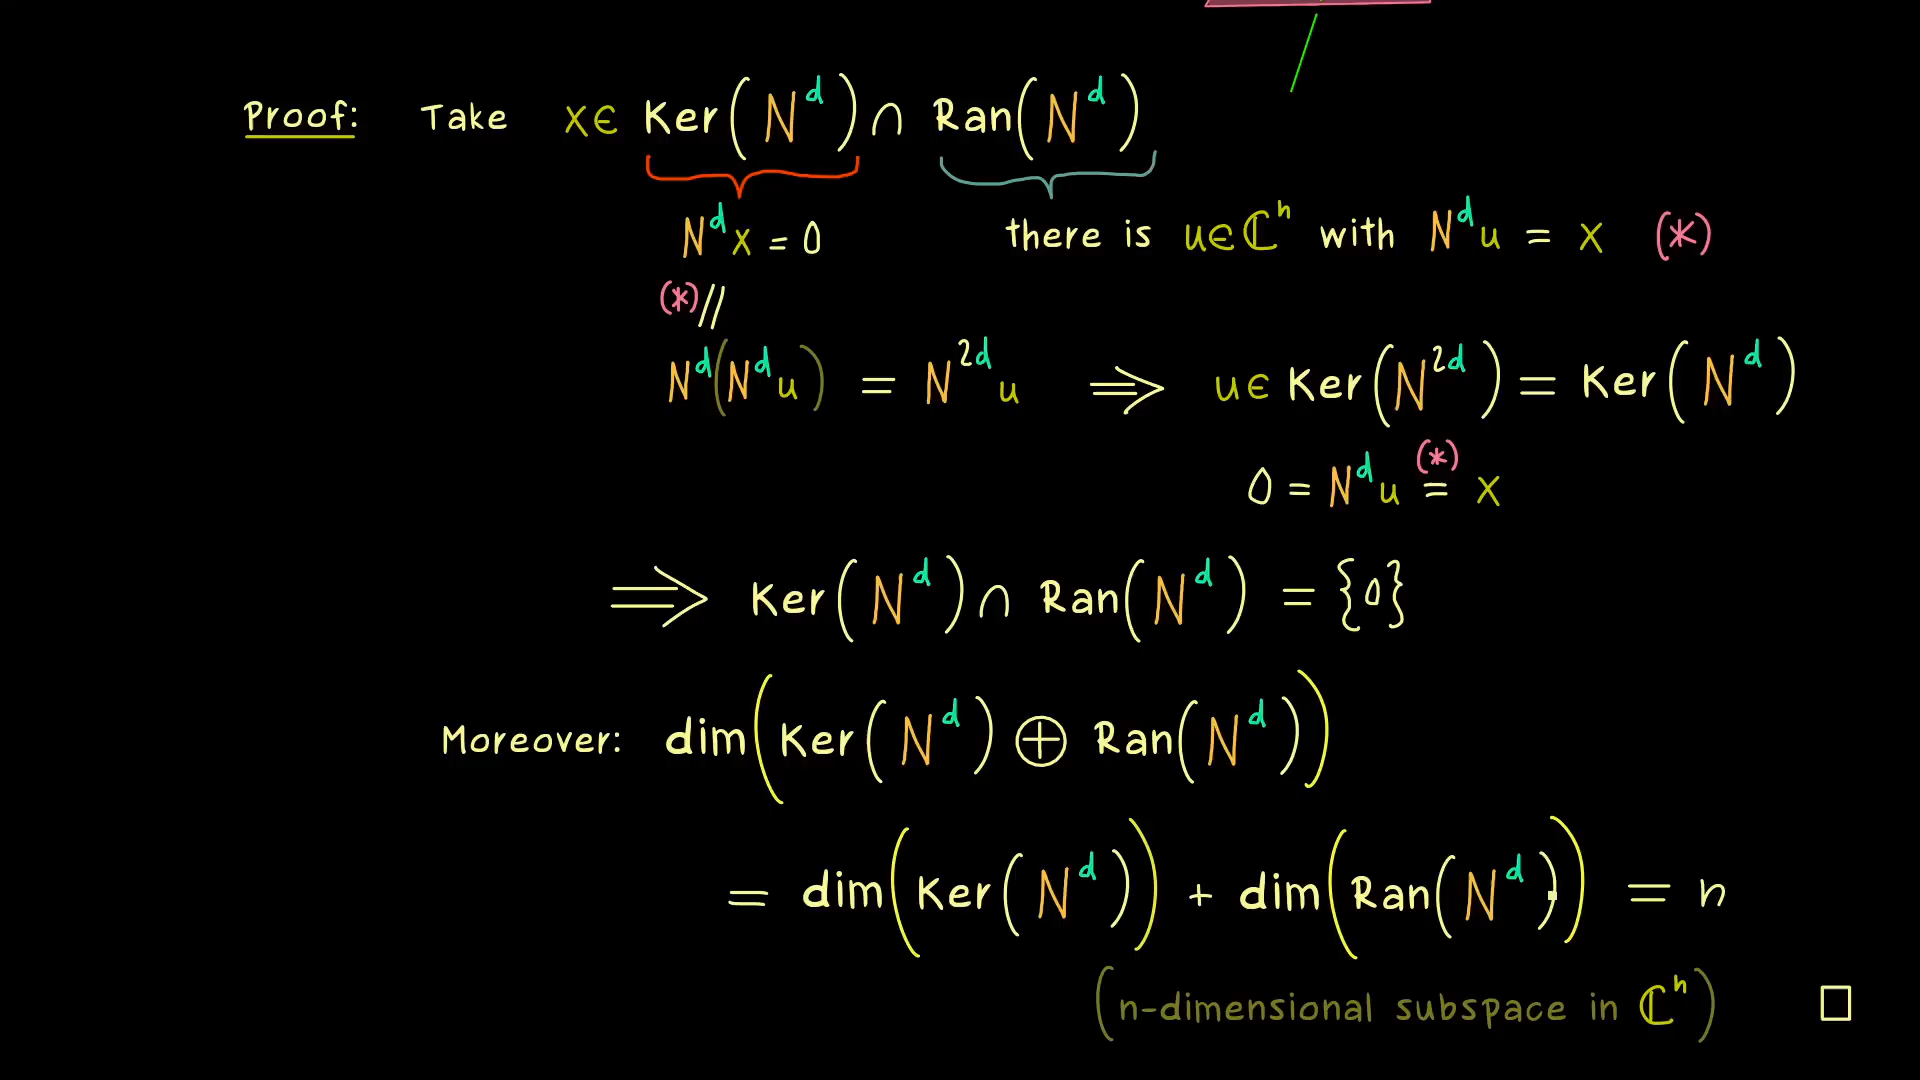 Proof: Take x ∈ Ker(N^d) ∩ Ran(N^d)
N^d x = 0 there is u ∈ ℂ^n with N^d u = x (*)
(*) //
N^d(N^d u) = N^{2d} u ⟹ u ∈ Ker(N^{2d}) = Ker(N^d)
0 = N^d u (*)= x
⟹ Ker(N^d) ∩ Ran(N^d) = {0}
Moreover: dim(Ker(N^d) ⊕ Ran(N^d))
= dim(Ker(N^d)) + dim(Ran(N^d)) = n
(n-dimensional subspace in ℂ^n) □